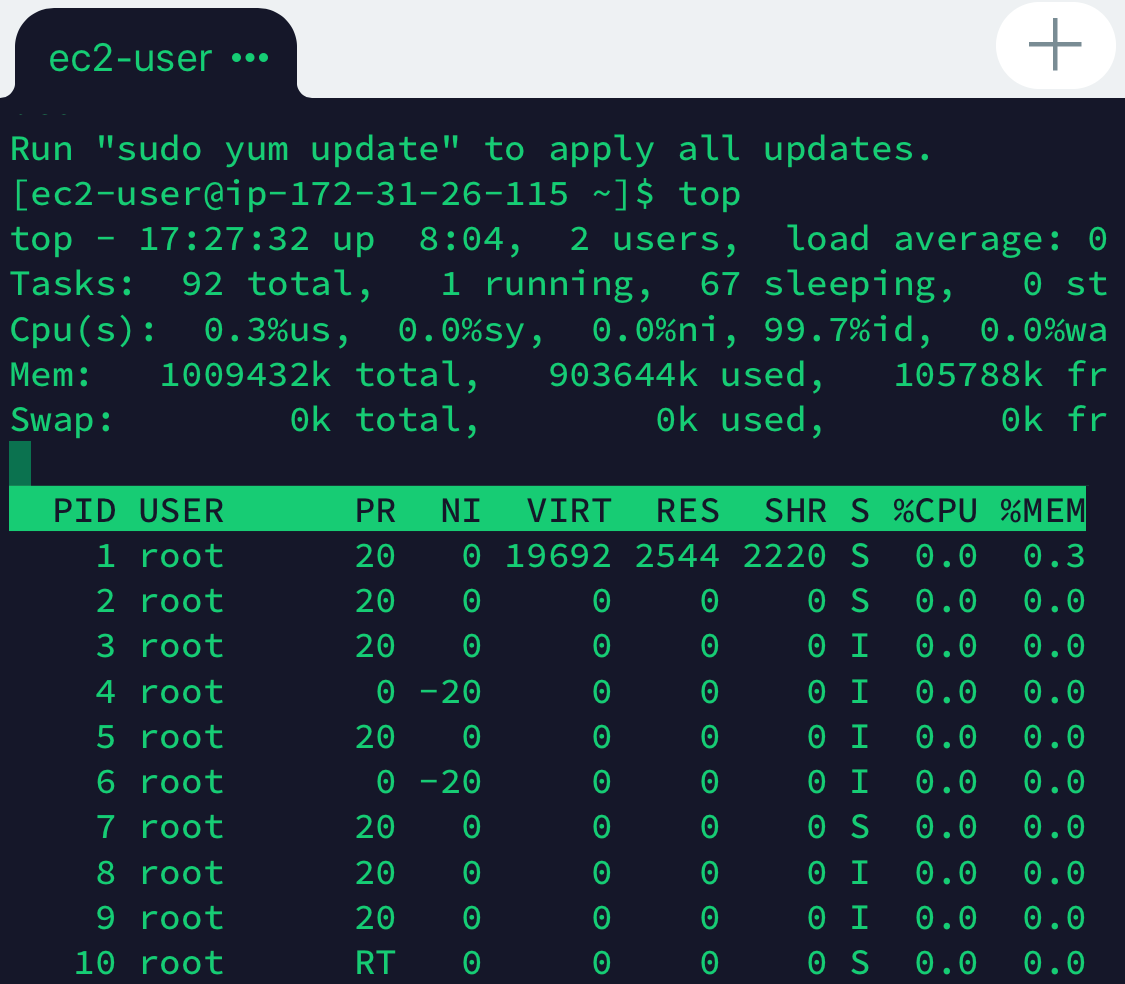 ec2-user •••
Run "sudo yum update" to apply all updates.
[ec2-user@ip-172-31-26-115 ~]$ top
top - 17:27:32 up  8:04,  2 users,  load average: 0
Tasks:  92 total,   1 running,  67 sleeping,   0 st
Cpu(s):  0.3%us,  0.0%sy,  0.0%ni, 99.7%id,  0.0%wa
Mem:   1009432k total,   903644k used,   105788k fr
Swap:        0k total,        0k used,        0k fr
  PID USER      PR  NI  VIRT  RES  SHR S %CPU %MEM
    1 root      20   0 19692 2544 2220 S  0.0  0.3
    2 root      20   0     0    0    0 S  0.0  0.0
    3 root      20   0     0    0    0 I  0.0  0.0
    4 root       0 -20     0    0    0 I  0.0  0.0
    5 root      20   0     0    0    0 I  0.0  0.0
    6 root       0 -20     0    0    0 I  0.0  0.0
    7 root      20   0     0    0    0 S  0.0  0.0
    8 root      20   0     0    0    0 I  0.0  0.0
    9 root      20   0     0    0    0 I  0.0  0.0
   10 root      RT   0     0    0    0 S  0.0  0.0